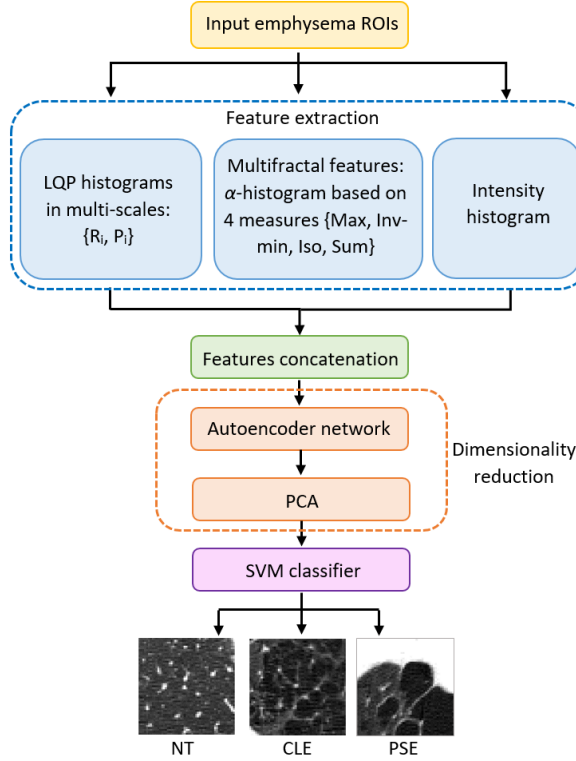 Input emphysema ROIs
Feature extraction
LQP histograms
in multi-scales:
{Rᵢ, Pᵢ}
Multifractal features:
α-histogram based on
4 measures {Max, Inv-
min, Iso, Sum}
Intensity
histogram
Features concatenation
Autoencoder network
PCA
Dimensionality
reduction
SVM classifier
NT
CLE
PSE